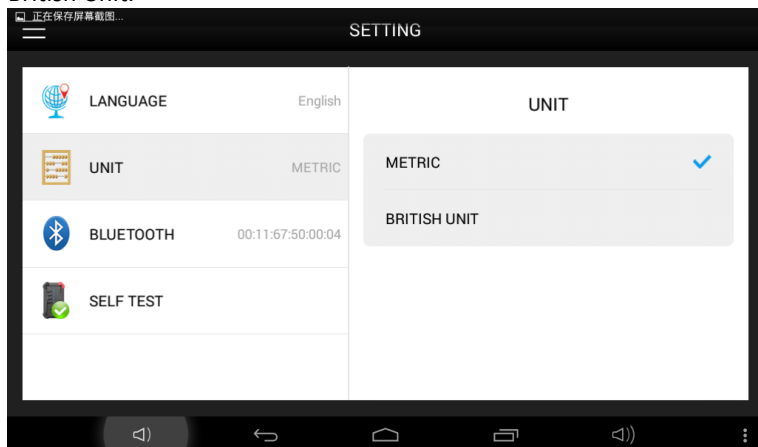 British Unit.
正在保存屏幕截图...
SETTING
LANGUAGE English
UNIT METRIC
BLUETOOTH 00:11:67:50:00:04
SELF TEST
UNIT
METRIC
BRITISH UNIT